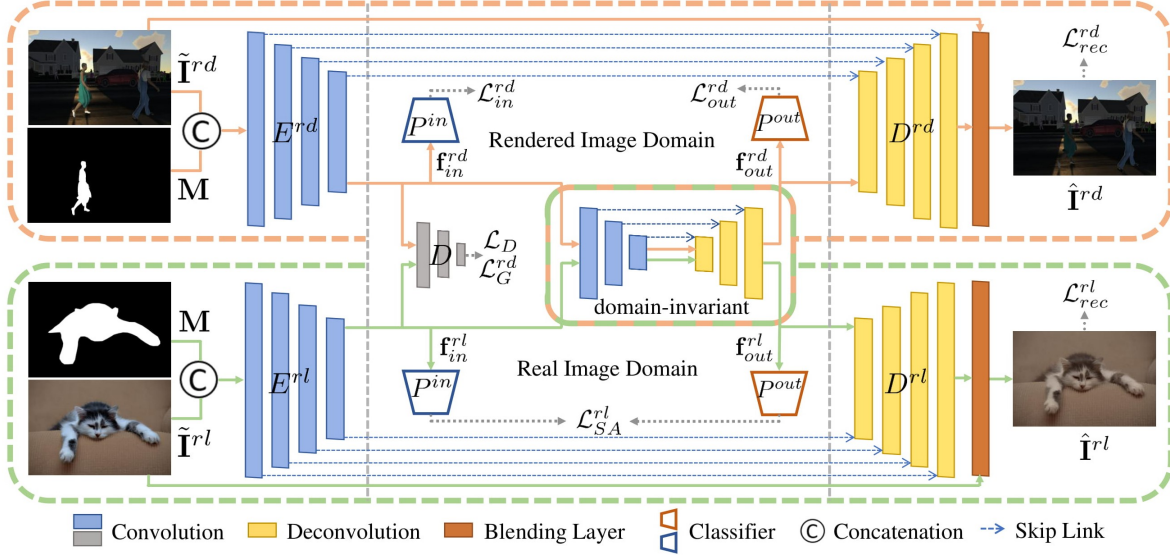 Ĩ^{rd}
C
M
E^{rd}
P^{in}
L^{rd}_{in}
f^{rd}_{in}
Rendered Image Domain
L^{rd}_{out}
P^{out}
f^{rd}_{out}
D^{rd}
L^{rd}_{rec}
Î^{rd}
D
L_D
L^{rd}_G
domain-invariant
M
C
Ĩ^{rl}
E^{rl}
f^{rl}_{in}
P^{in}
Real Image Domain
L^{rl}_{SA}
f^{rl}_{out}
P^{out}
D^{rl}
L^{rl}_{rec}
Î^{rl}
Convolution
Deconvolution
Blending Layer
Classifier
C Concatenation
Skip Link